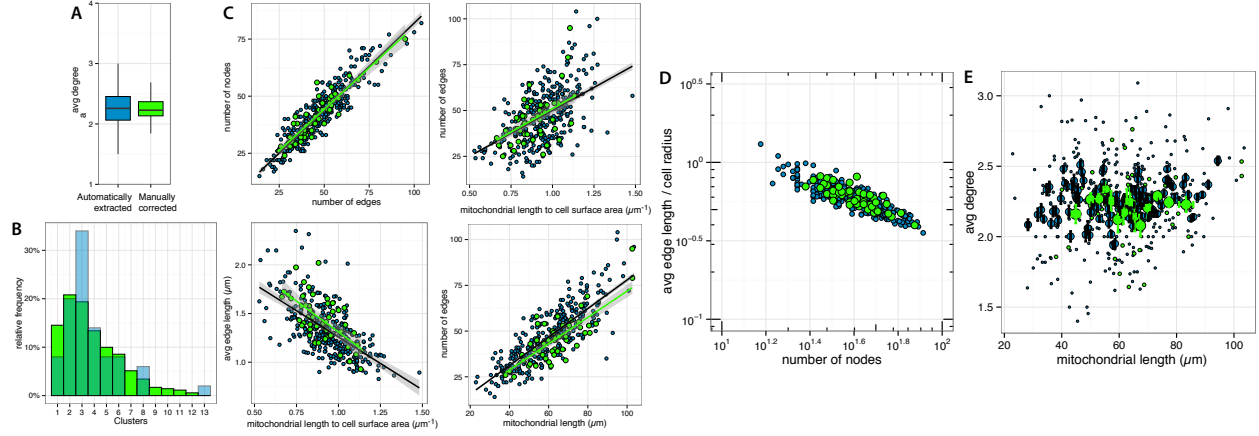 A
4
3
2
1
avg degree
a
Automatically
extracted
Manually
corrected
B
30%
20%
10%
0%
relative frequency
1 2 3 4 5 6 7 8 9 10 11 12 13
Clusters
C
75
50
25
number of nodes
25 50 75 100
number of edges
100
75
50
25
number of edges
0.50 0.75 1.00 1.25 1.50
mitochondrial length to cell surface area (µm⁻¹)
2.5
2.0
1.5
1.0
avg edge length (µm)
0.50 0.75 1.00 1.25 1.50
mitochondrial length to cell surface area (µm⁻¹)
100
75
50
25
number of edges
20 40 60 80 100
mitochondrial length (µm)
D
10^0.5
10^0
10^-0.5
10^-1
avg edge length / cell radius
10^1 10^1.2 10^1.4 10^1.6 10^1.8 10^2
number of nodes
E
3.0
2.5
2.0
1.5
avg degree
20 40 60 80 100
mitochondrial length (µm)